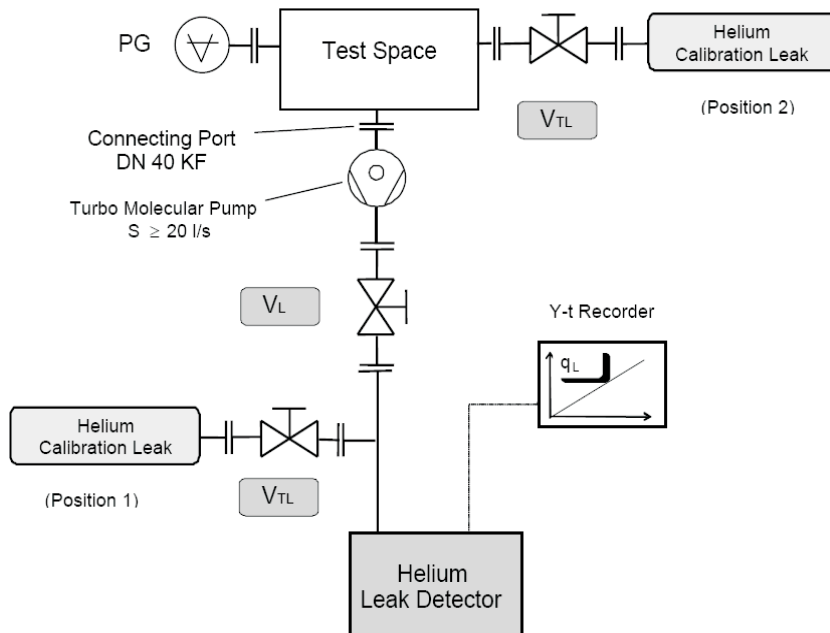 PG
Test Space
Helium
Calibration Leak
(Position 2)
VTL
Connecting Port
DN 40 KF
Turbo Molecular Pump
S ≥ 20 l/s
VL
Y-t Recorder
qL
Helium
Calibration Leak
(Position 1)
VTL
Helium
Leak Detector